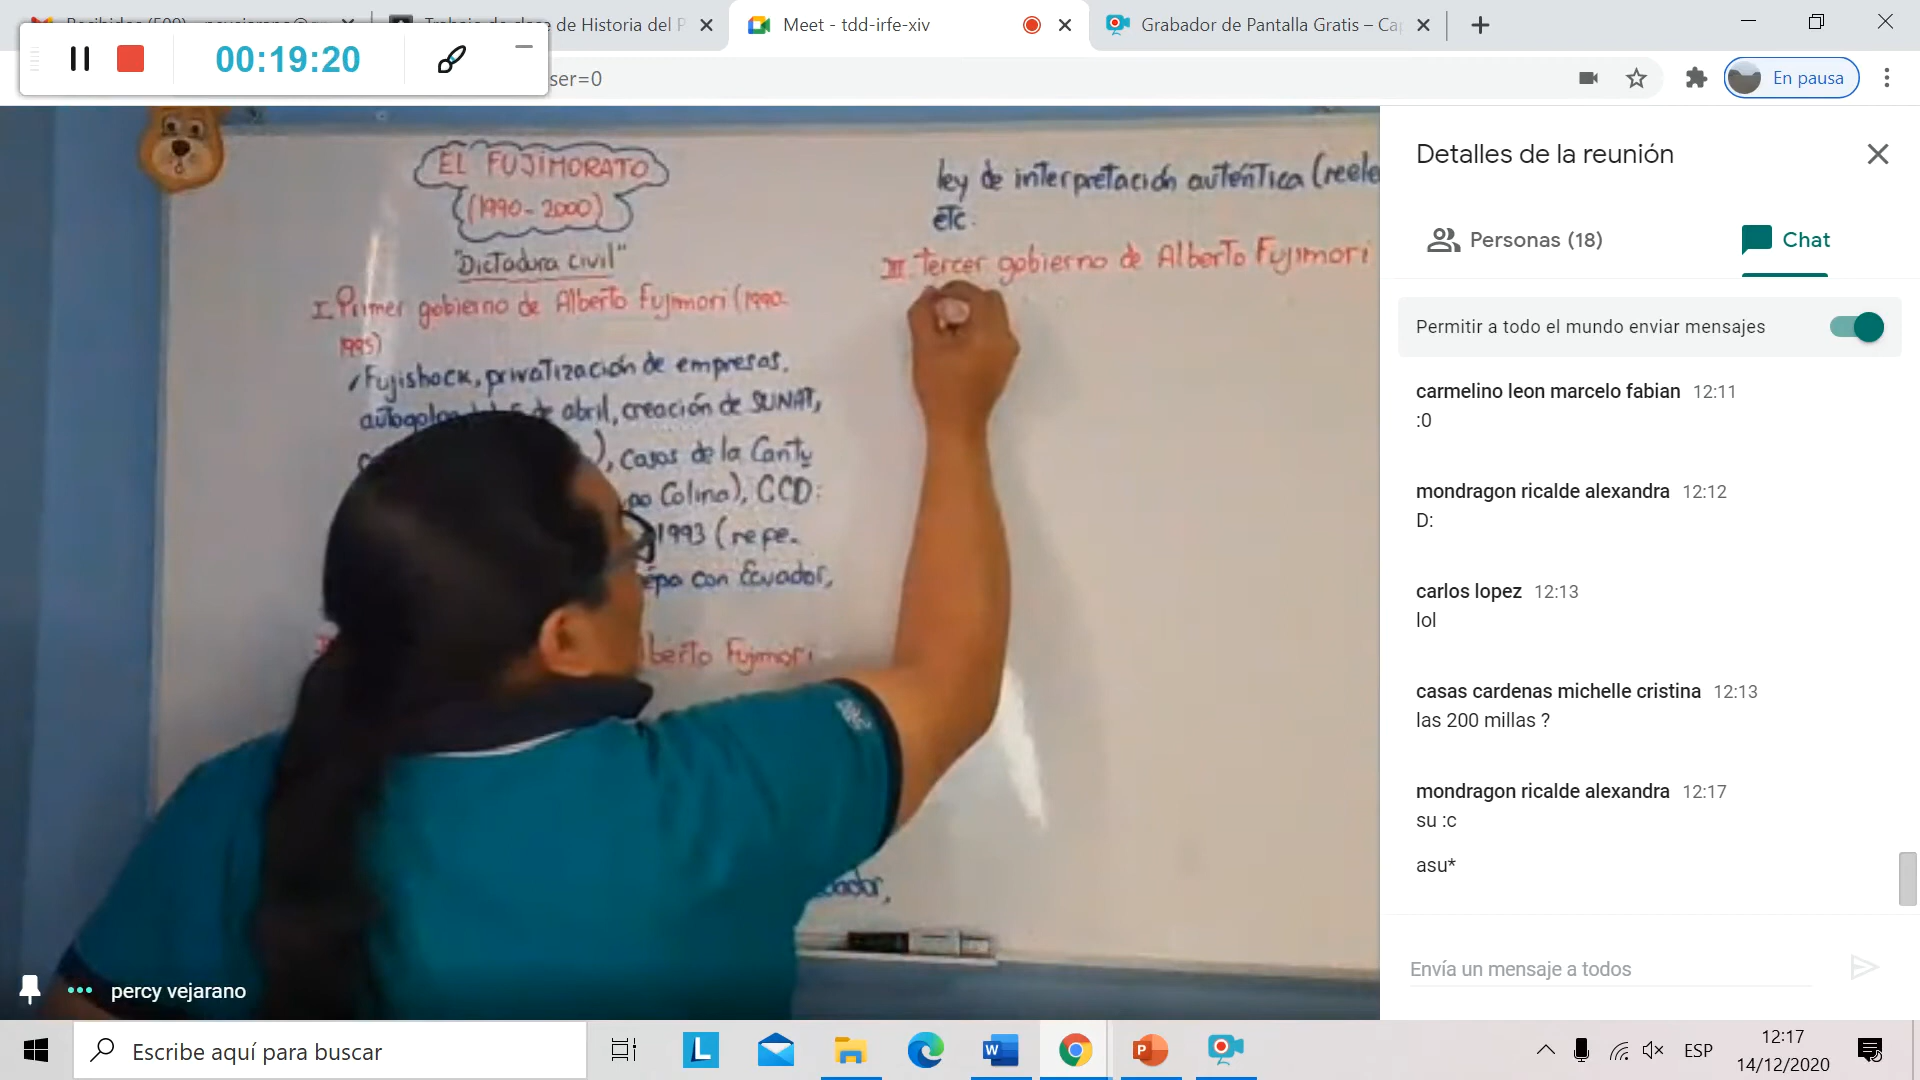 Trabajo de clase de Historia del P
Meet - tdd-irfe-xiv
Grabador de Pantalla Gratis – Ca
00:19:20
ser=0
En pausa
EL FUJIMORATO
(1990-2000)
"Dictadura civil"
I. Primer gobierno de Alberto Fujimori (1990-
1995)
Fujishock, privatización de empresas,
de abril, creación de SUNAT,
), Casos de la Cantu
Colina), CCD:
1993 (repe.
con Ecuador,
Fujimori
ley de interpretación auténtica (reele
etc.
III. Tercer gobierno de Alberto Fujimori
percy vejarano
Detalles de la reunión
Personas (18)
Chat
Permitir a todo el mundo enviar mensajes
carmelino leon marcelo fabian 12:11
:0
mondragon ricalde alexandra 12:12
D:
carlos lopez 12:13
lol
casas cardenas michelle cristina 12:13
las 200 millas ?
mondragon ricalde alexandra 12:17
su :c
asu*
Envía un mensaje a todos
Escribe aquí para buscar
ESP
12:17
14/12/2020